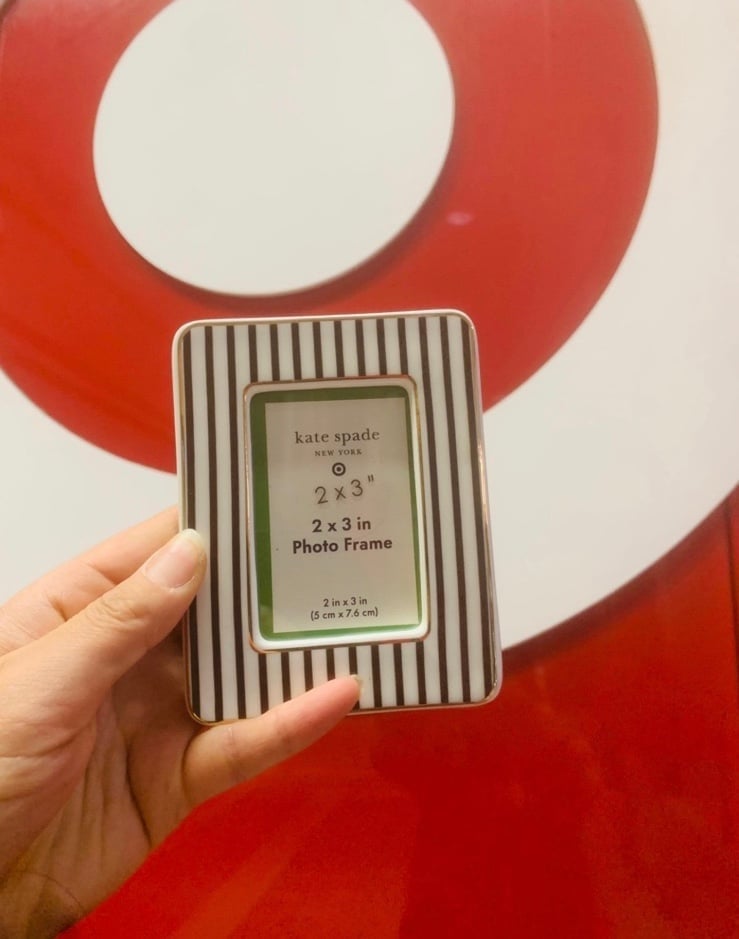 kate spade
NEW YORK
2 x 3"
2 x 3 in
Photo Frame
2 in x 3 in
(5 cm x 7.6 cm)